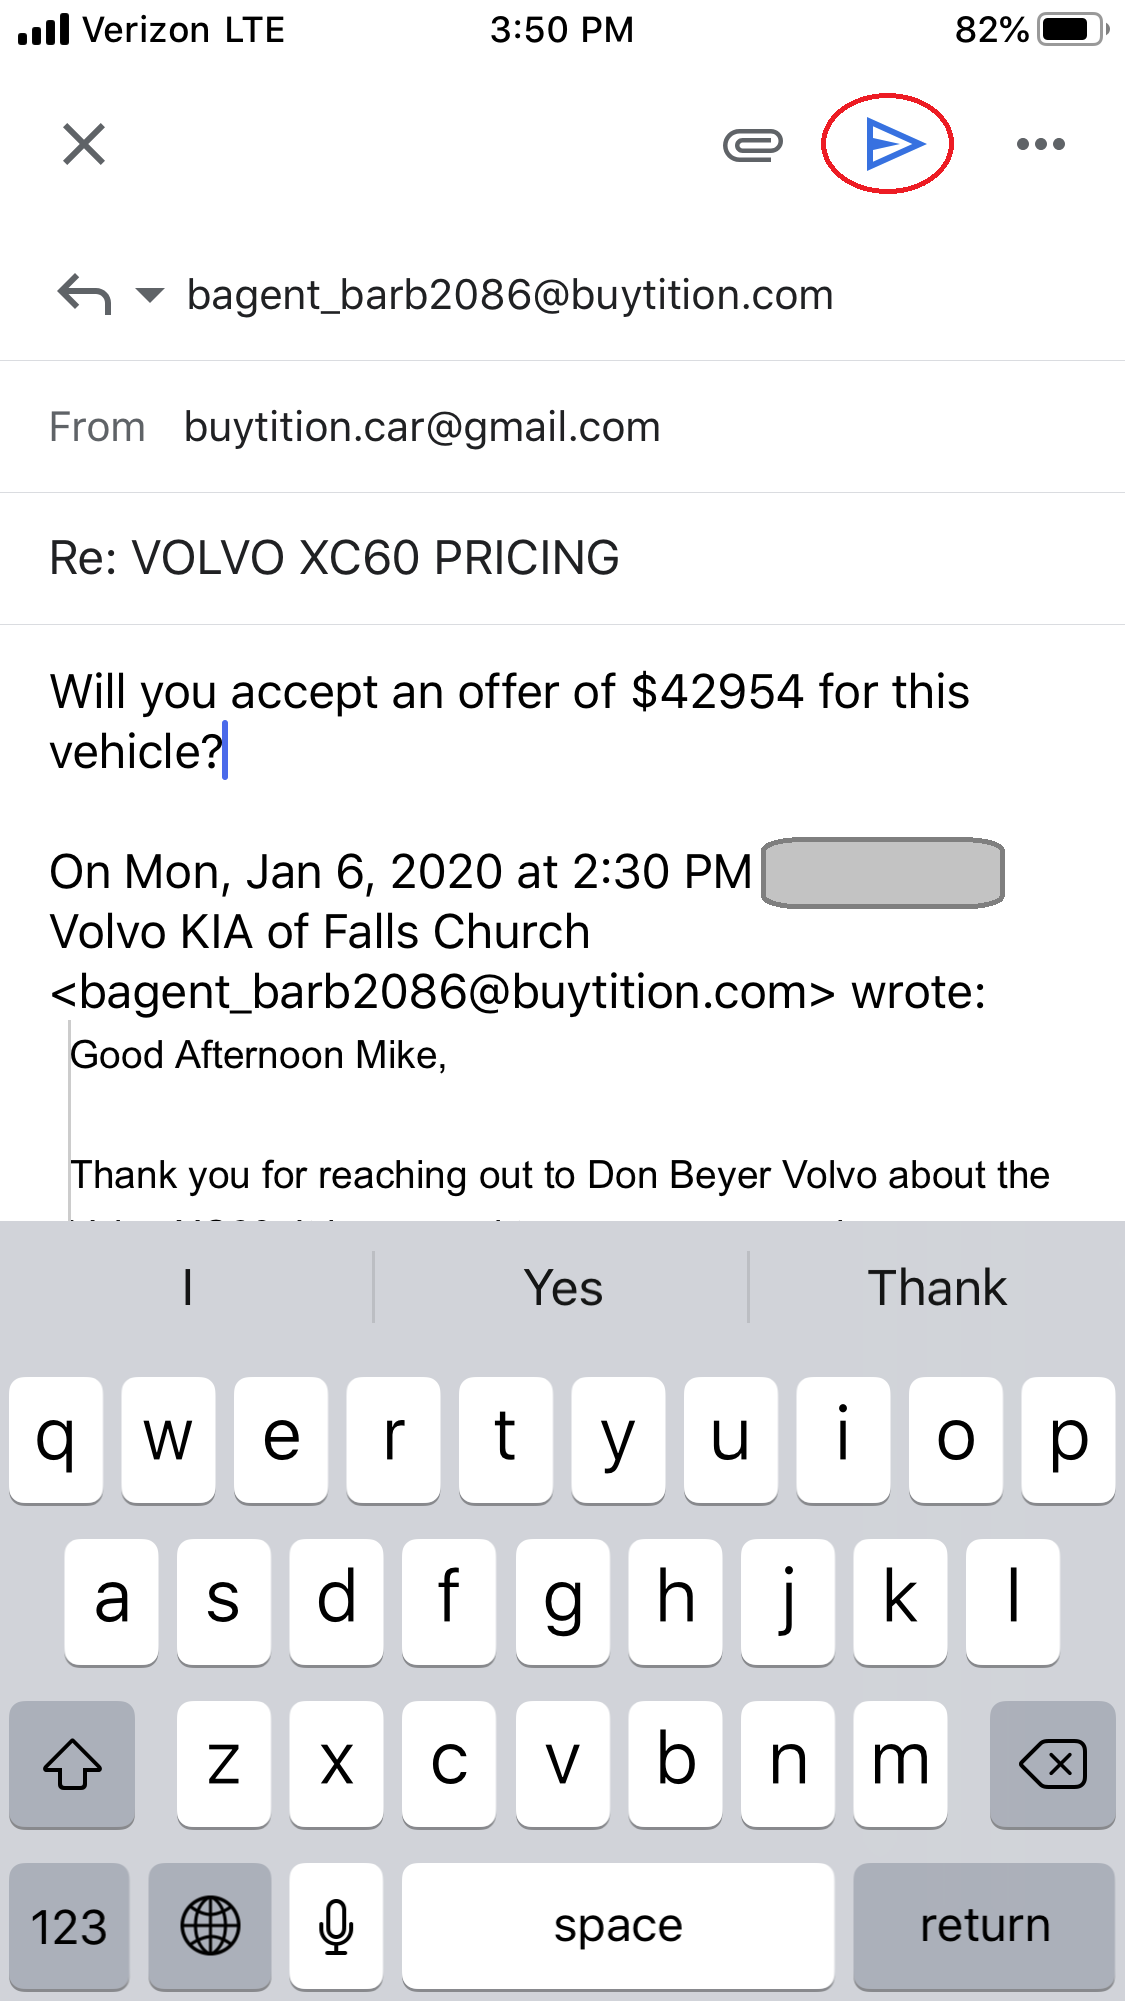 Verizon LTE 3:50 PM 82%
bagent_barb2086@buytition.com
From buytition.car@gmail.com
Re: VOLVO XC60 PRICING
Will you accept an offer of $42954 for this
vehicle?
On Mon, Jan 6, 2020 at 2:30 PM
Volvo KIA of Falls Church
<bagent_barb2086@buytition.com> wrote:
Good Afternoon Mike,
Thank you for reaching out to Don Beyer Volvo about the
I Yes Thank
q w e r t y u i o p
a s d f g h j k l
z x c v b n m
123 space return